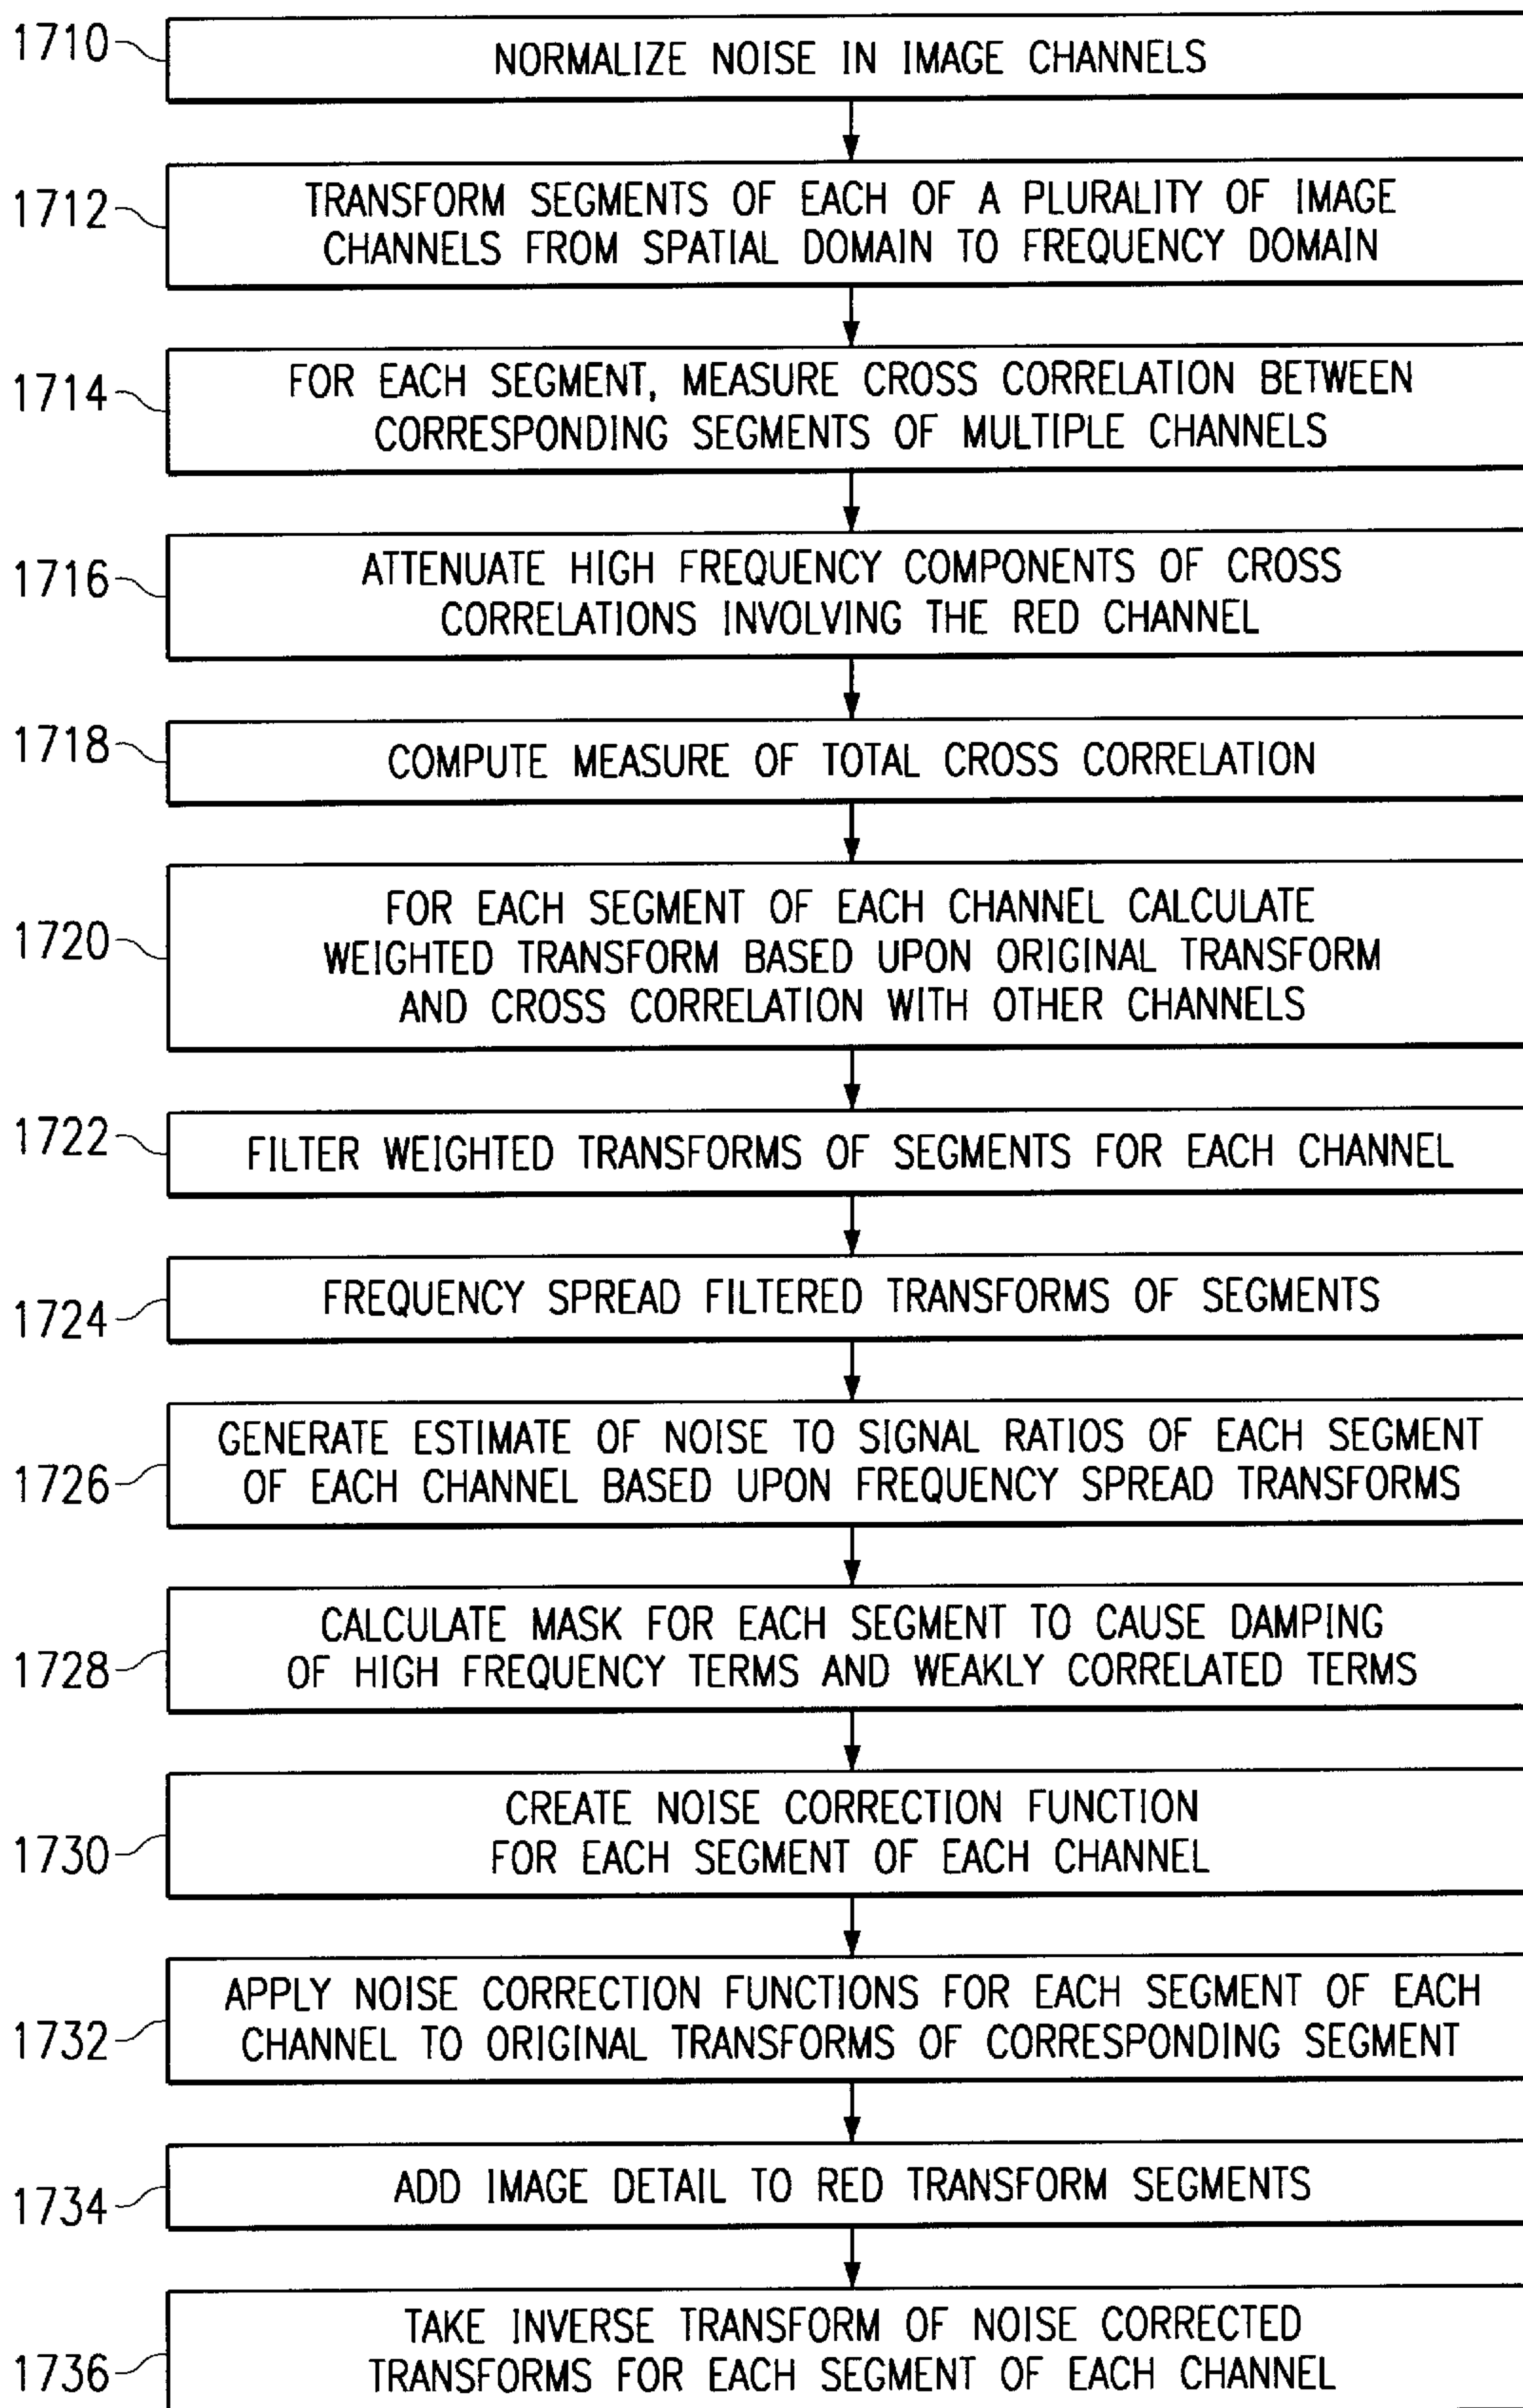 1710
NORMALIZE NOISE IN IMAGE CHANNELS
1712
TRANSFORM SEGMENTS OF EACH OF A PLURALITY OF IMAGE
CHANNELS FROM SPATIAL DOMAIN TO FREQUENCY DOMAIN
1714
FOR EACH SEGMENT, MEASURE CROSS CORRELATION BETWEEN
CORRESPONDING SEGMENTS OF MULTIPLE CHANNELS
1716
ATTENUATE HIGH FREQUENCY COMPONENTS OF CROSS
CORRELATIONS INVOLVING THE RED CHANNEL
1718
COMPUTE MEASURE OF TOTAL CROSS CORRELATION
1720
FOR EACH SEGMENT OF EACH CHANNEL CALCULATE
WEIGHTED TRANSFORM BASED UPON ORIGINAL TRANSFORM
AND CROSS CORRELATION WITH OTHER CHANNELS
1722
FILTER WEIGHTED TRANSFORMS OF SEGMENTS FOR EACH CHANNEL
1724
FREQUENCY SPREAD FILTERED TRANSFORMS OF SEGMENTS
1726
GENERATE ESTIMATE OF NOISE TO SIGNAL RATIOS OF EACH SEGMENT
OF EACH CHANNEL BASED UPON FREQUENCY SPREAD TRANSFORMS
1728
CALCULATE MASK FOR EACH SEGMENT TO CAUSE DAMPING
OF HIGH FREQUENCY TERMS AND WEAKLY CORRELATED TERMS
1730
CREATE NOISE CORRECTION FUNCTION
FOR EACH SEGMENT OF EACH CHANNEL
1732
APPLY NOISE CORRECTION FUNCTIONS FOR EACH SEGMENT OF EACH
CHANNEL TO ORIGINAL TRANSFORMS OF CORRESPONDING SEGMENT
1734
ADD IMAGE DETAIL TO RED TRANSFORM SEGMENTS
1736
TAKE INVERSE TRANSFORM OF NOISE CORRECTED
TRANSFORMS FOR EACH SEGMENT OF EACH CHANNEL